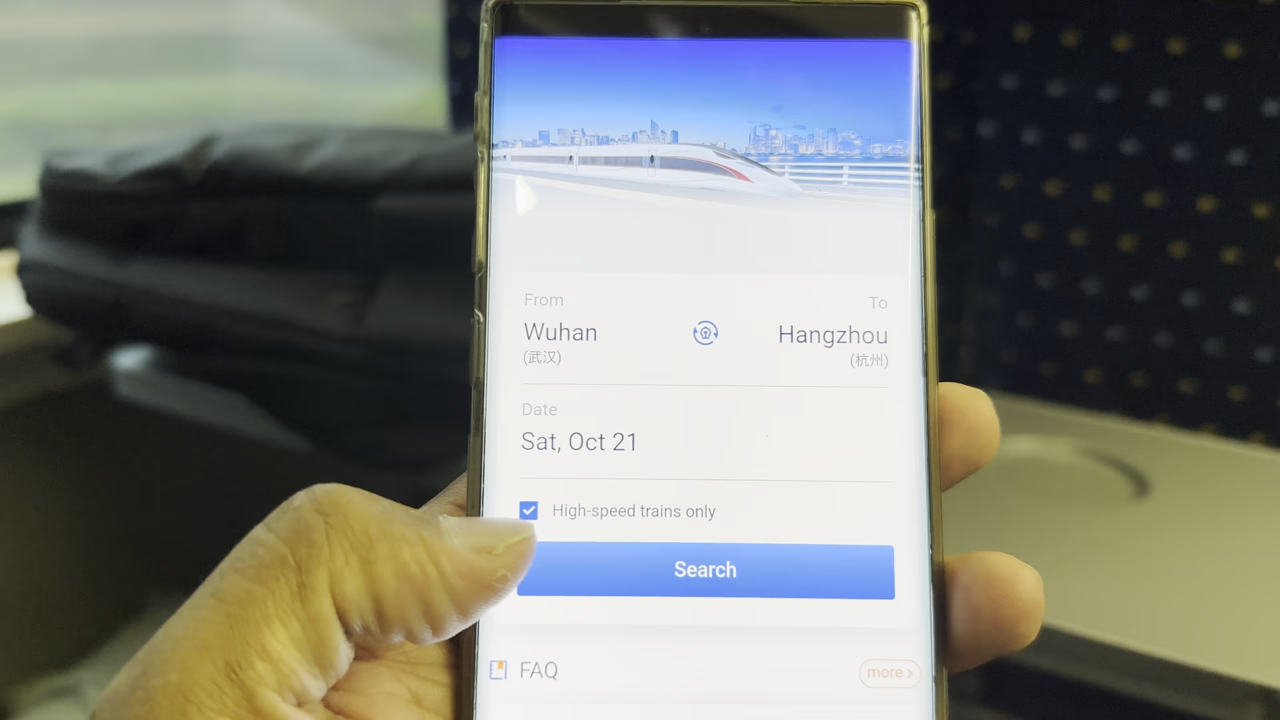 From
To
Wuhan
Hangzhou
(武汉)
(杭州)
Date
Sat, Oct 21
High-speed trains only
Search
FAQ
more >